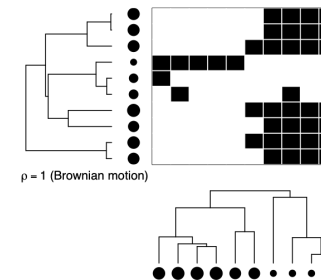 ρ = 1 (Brownian motion)